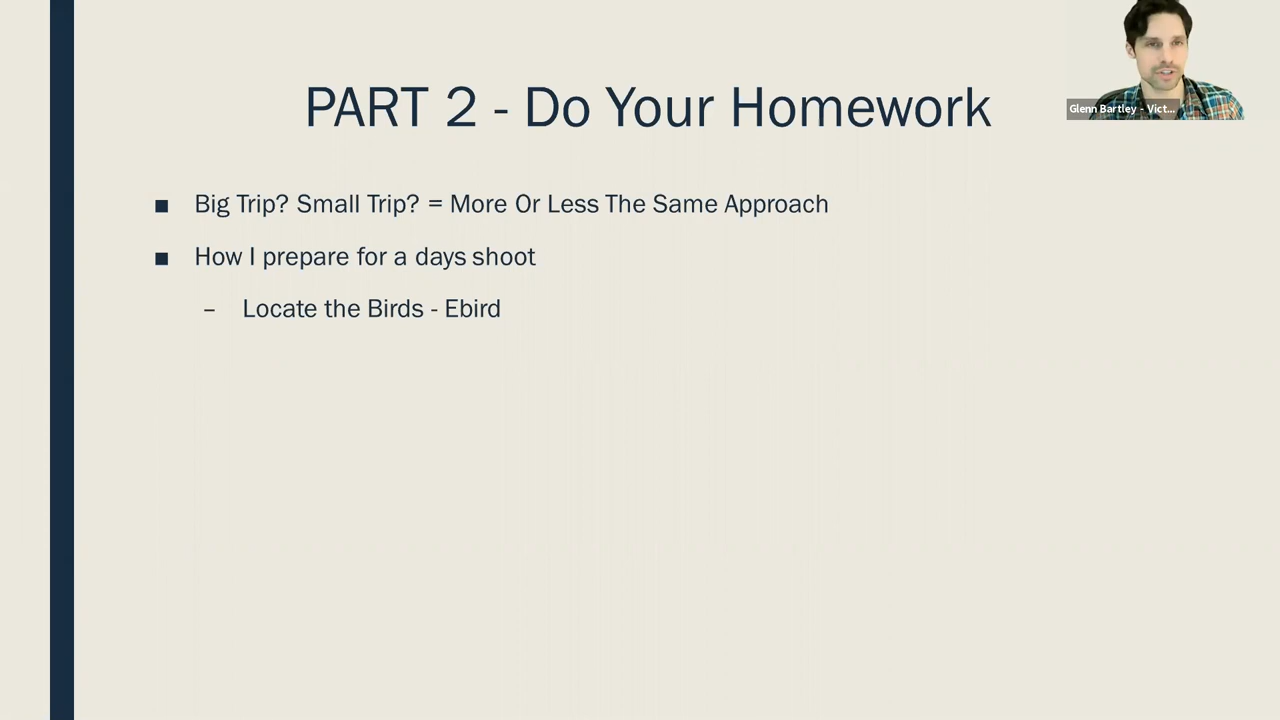 PART 2 - Do Your Homework
Glenn Bartley - Vict...
■ Big Trip? Small Trip? = More Or Less The Same Approach
■ How I prepare for a days shoot
– Locate the Birds - Ebird